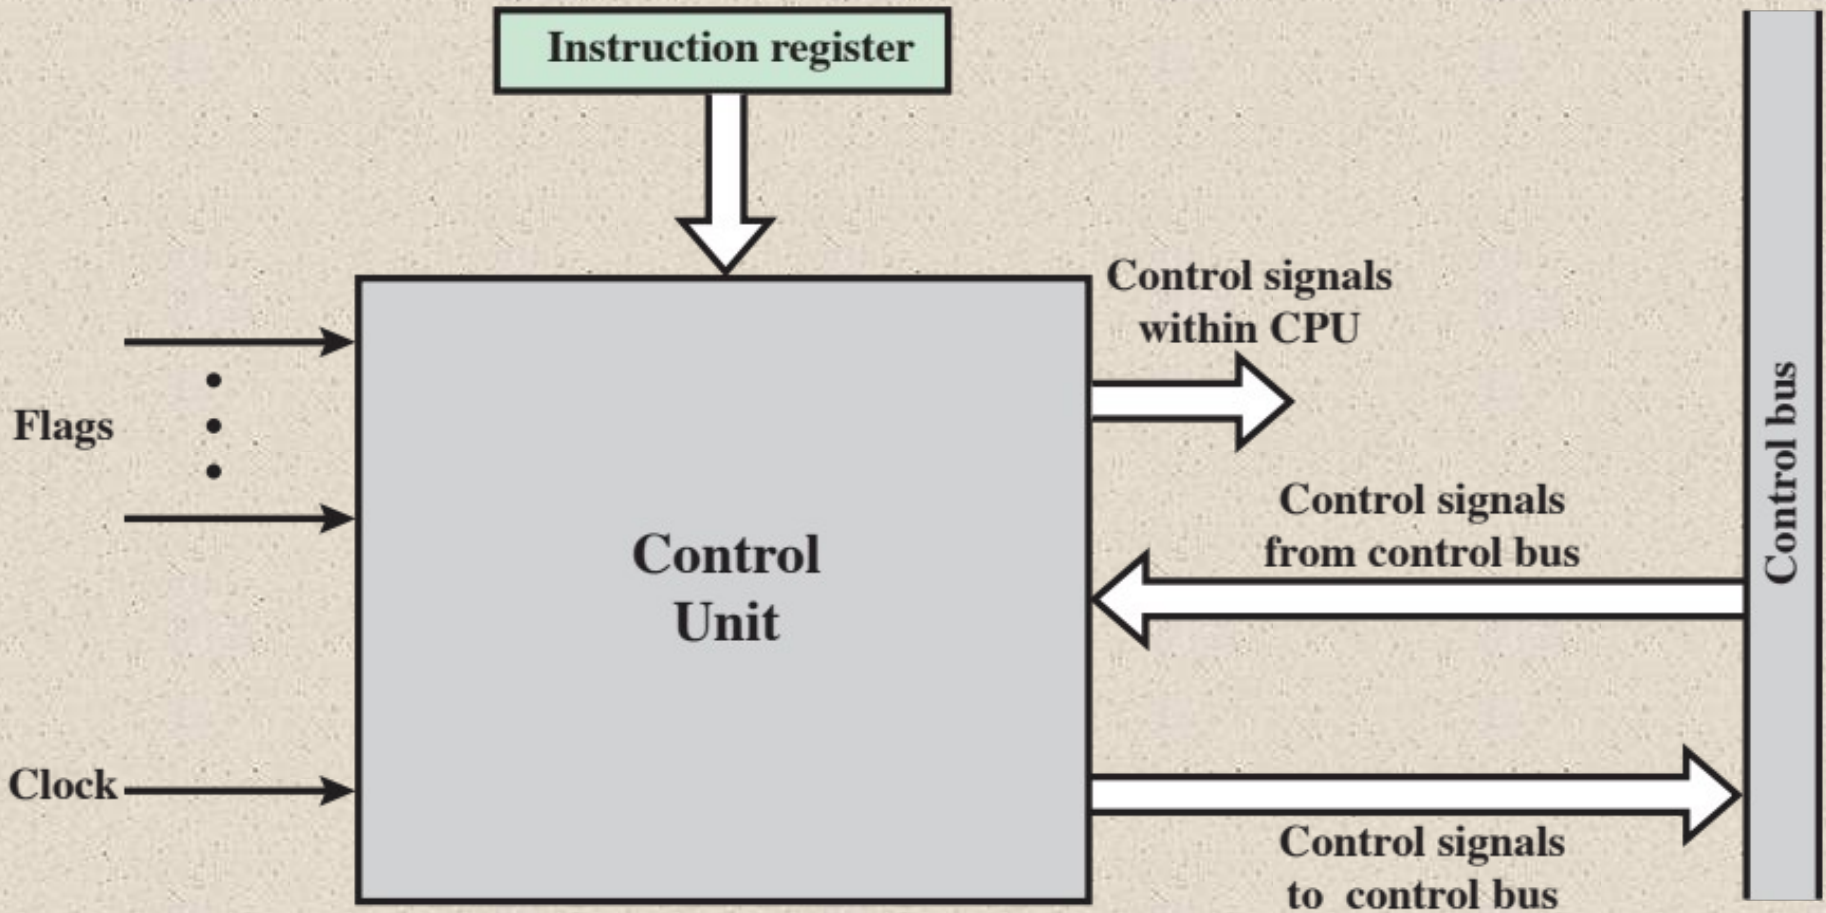 Instruction register
Control signals
within CPU
Flags
Control signals
from control bus
Control bus
Control
Unit
Clock
Control signals
to control bus